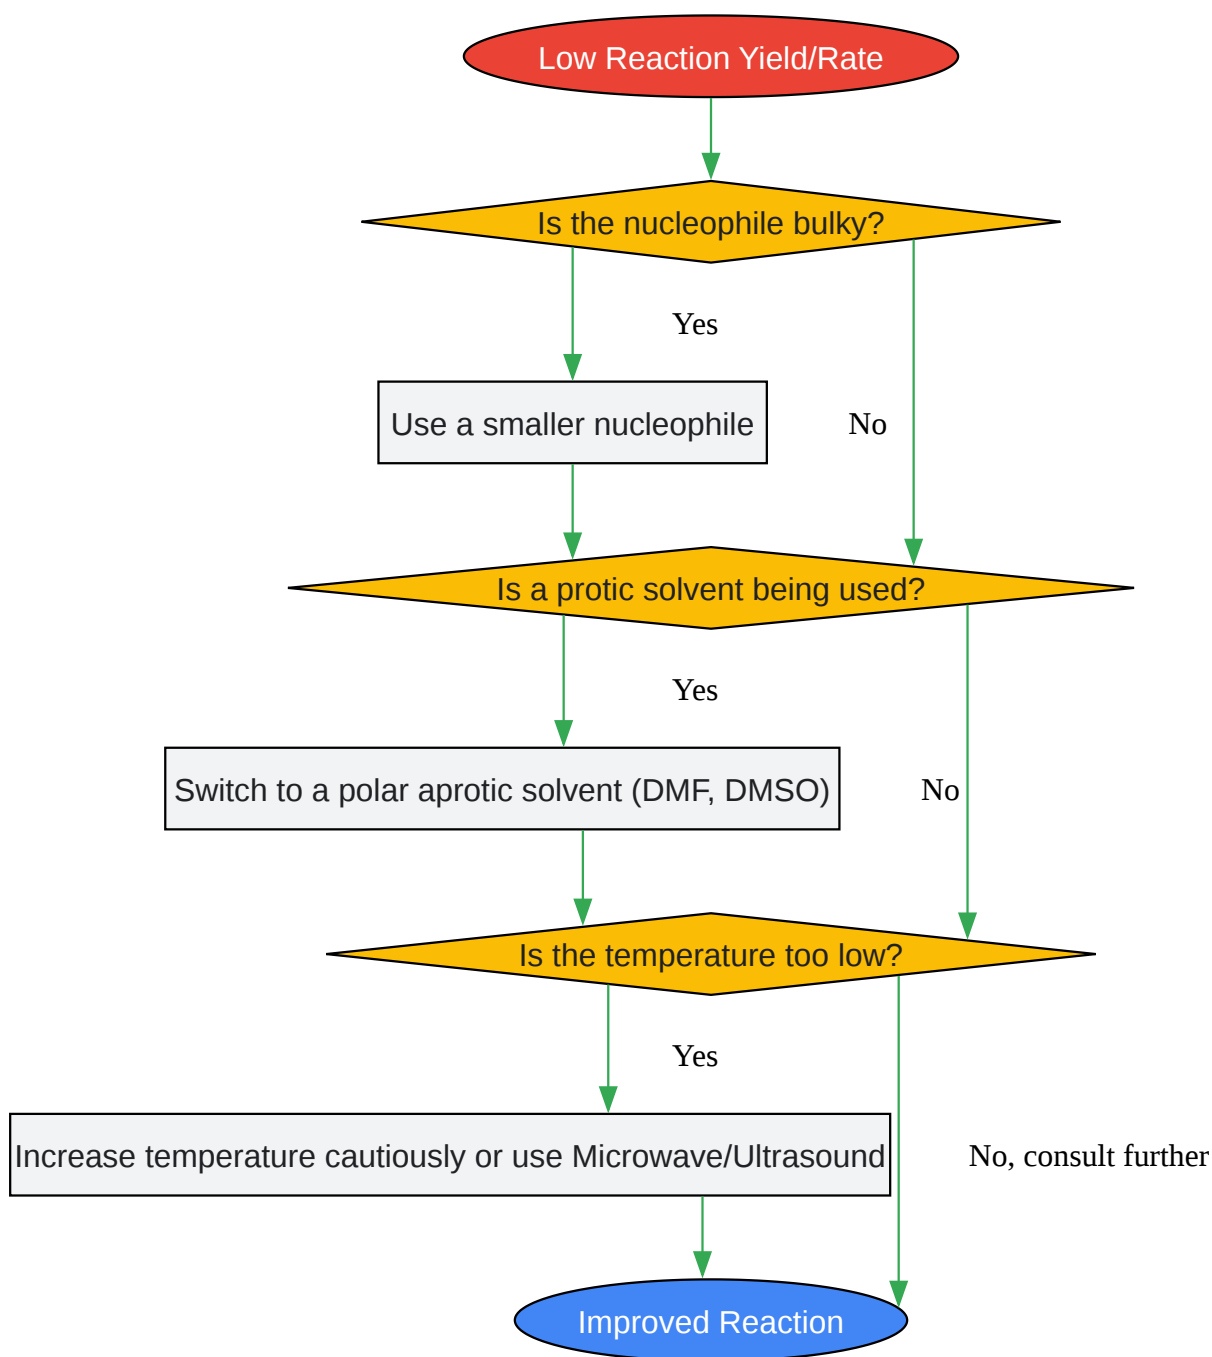 Low Reaction Yield/Rate
Is the nucleophile bulky?
Yes
Use a smaller nucleophile
No
Is a protic solvent being used?
Yes
Switch to a polar aprotic solvent (DMF, DMSO)
No
Is the temperature too low?
Yes
Increase temperature cautiously or use Microwave/Ultrasound
No, consult further
Improved Reaction